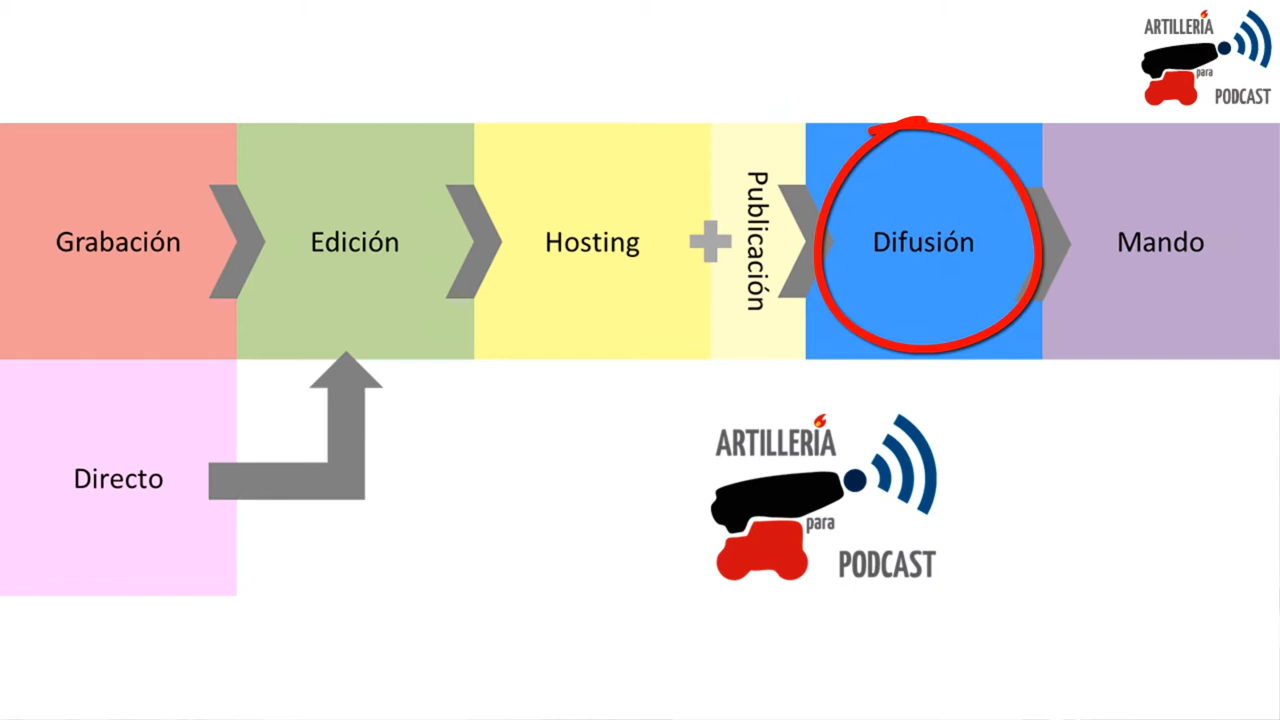 ARTILLERÍA
para
PODCAST
Grabación
Edición
Hosting
Publicación
Difusión
Mando
Directo
ARTILLERÍA
para
PODCAST